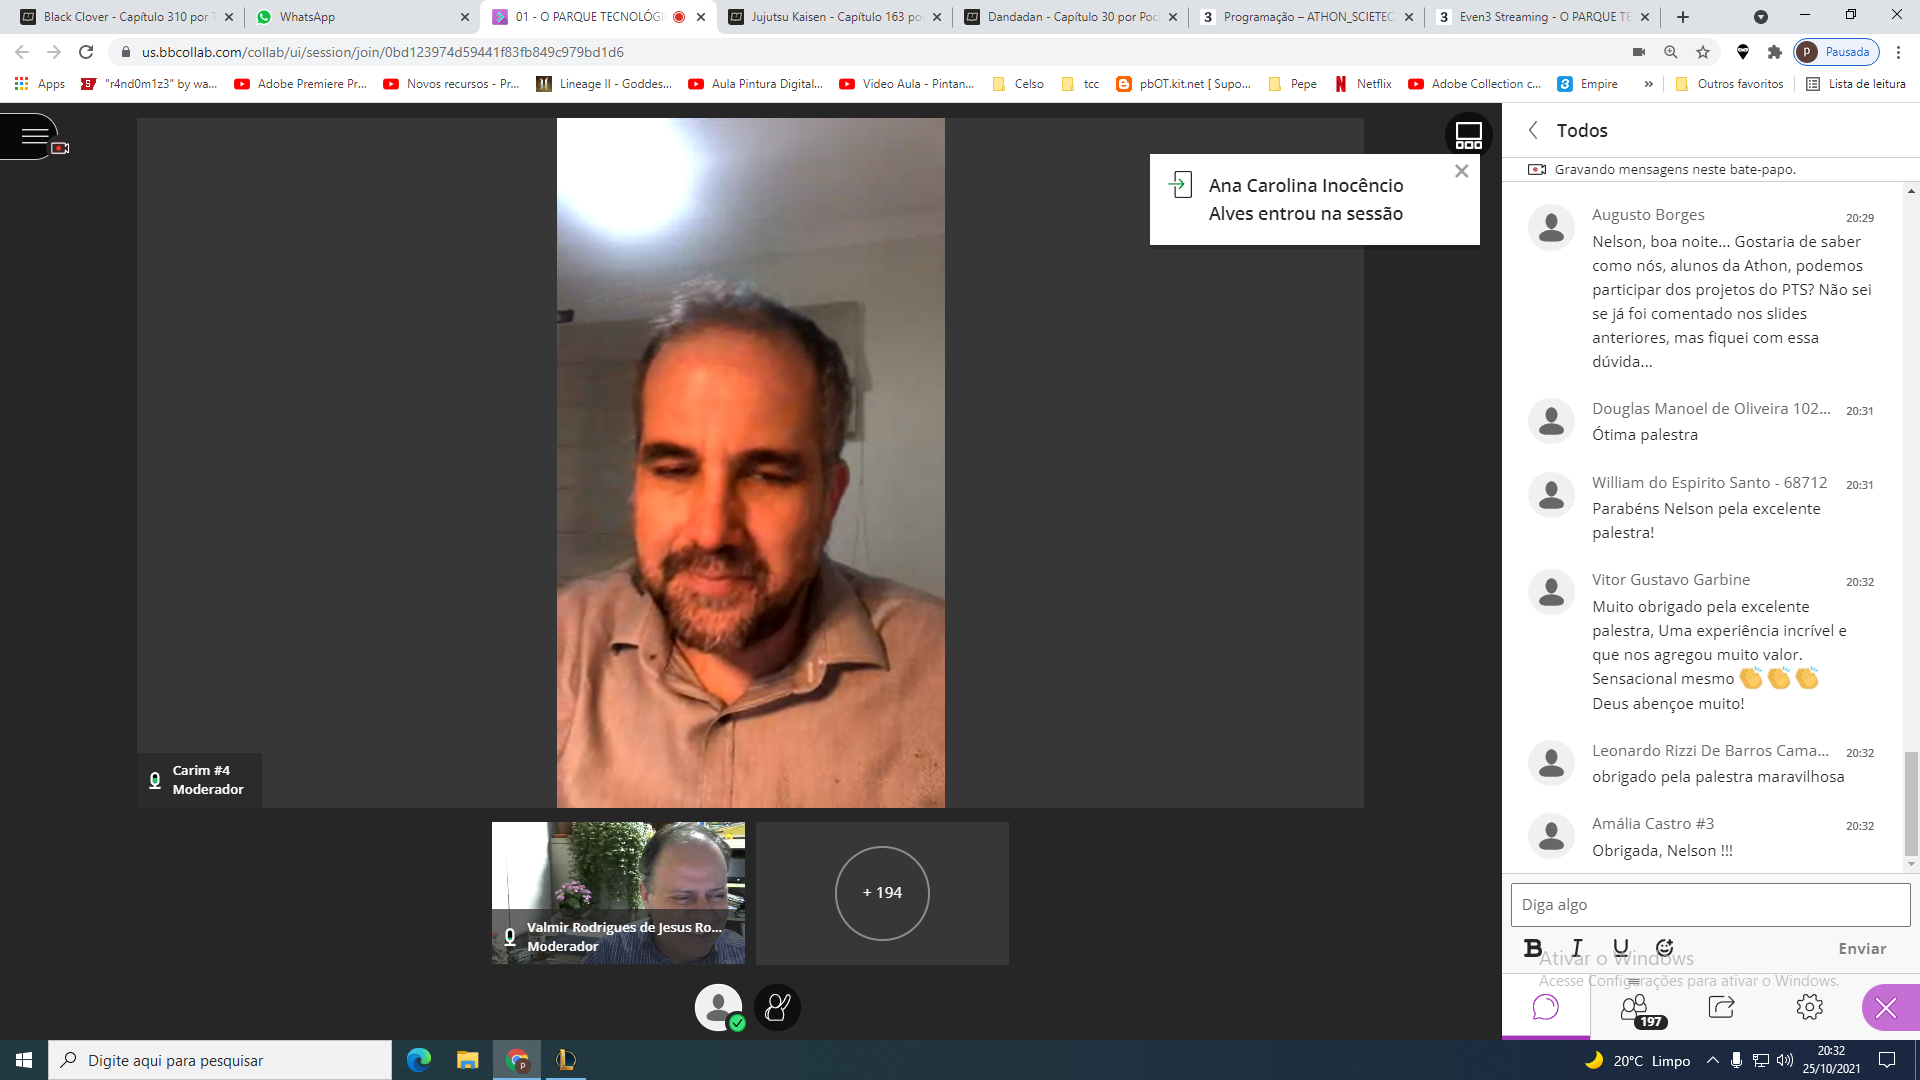 Black Clover - Capítulo 310 por T
WhatsApp
01 - O PARQUE TECNOLÓGI
Jujutsu Kaisen - Capítulo 163 po
Dandadan - Capítulo 30 por Poc
Programação – ATHON_SCIETEC
Even3 Streaming - O PARQUE TE
us.bbcollab.com/collab/ui/session/join/0bd123974d59441f83fb849c979bd1d6
Pausada
Apps
"r4nd0m1z3" by wa...
Adobe Premiere Pr...
Novos recursos - Pr...
Lineage II - Goddes...
Aula Pintura Digital...
Video Aula - Pintan...
Celso
tcc
pbOT.kit.net [ Supo...
Pepe
Netflix
Adobe Collection c...
Empire
Outros favoritos
Lista de leitura
Ana Carolina Inocêncio
Alves entrou na sessão
Carim #4
Moderador
Valmir Rodrigues de Jesus Ro...
Moderador
+ 194
Todos
Gravando mensagens neste bate-papo.
Augusto Borges 20:29
Nelson, boa noite... Gostaria de saber
como nós, alunos da Athon, podemos
participar dos projetos do PTS? Não sei
se já foi comentado nos slides
anteriores, mas fiquei com essa
dúvida...
Douglas Manoel de Oliveira 102... 20:31
Ótima palestra
William do Espirito Santo - 68712 20:31
Parabéns Nelson pela excelente
palestra!
Vitor Gustavo Garbine 20:32
Muito obrigado pela excelente
palestra, Uma experiência incrível e
que nos agregou muito valor.
Sensacional mesmo 👏👏👏
Deus abençoe muito!
Leonardo Rizzi De Barros Cama... 20:32
obrigado pela palestra maravilhosa
Amália Castro #3 20:32
Obrigada, Nelson !!!
Diga algo
B I U
Enviar
Ativar o Windows
Acesse Configurações para ativar o Windows.
197
Digite aqui para pesquisar
20°C Limpo
20:32
25/10/2021